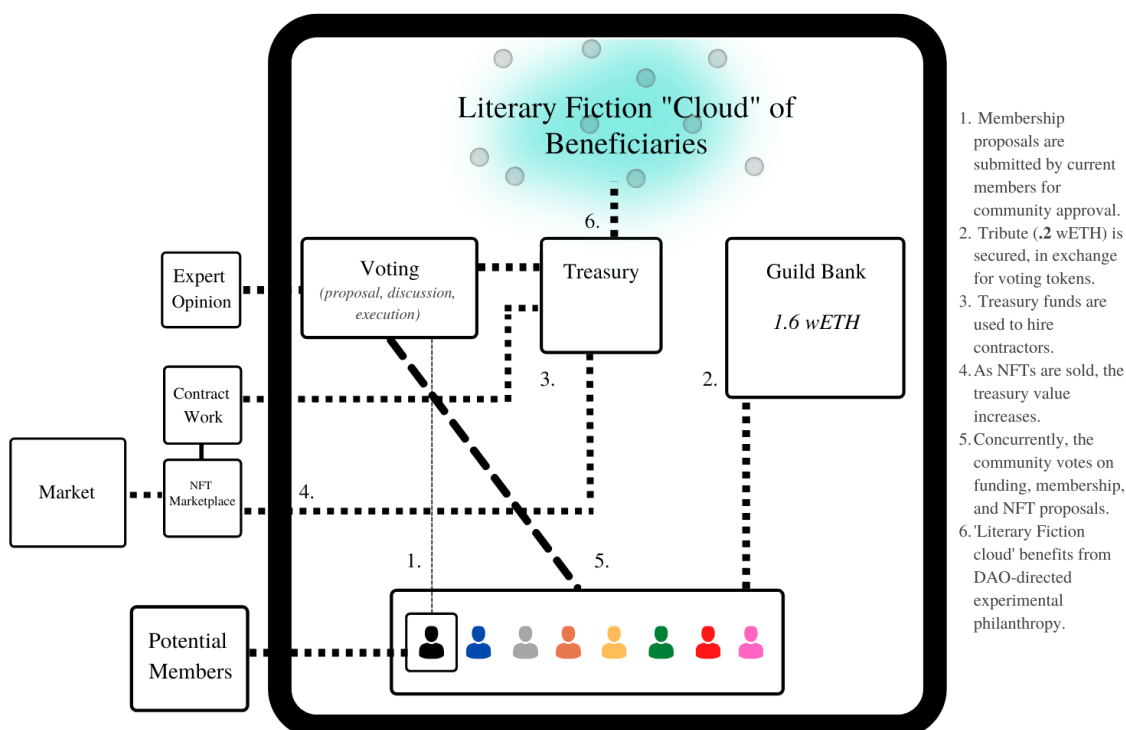 Literary Fiction "Cloud" of
Beneficiaries
6.
Expert
Opinion
Voting
(proposal, discussion,
execution)
Treasury
Guild Bank
1.6 wETH
3.
2.
Contract
Work
Market
NFT
Marketplace
4.
1.
5.
Potential
Members
1. Membership
proposals are
submitted by current
members for
community approval.
2. Tribute (.2 wETH) is
secured, in exchange
for voting tokens.
3. Treasury funds are
used to hire
contractors.
4. As NFTs are sold, the
treasury value
increases.
5. Concurrently, the
community votes on
funding, membership,
and NFT proposals.
6. 'Literary Fiction
cloud' benefits from
DAO-directed
experimental
philanthropy.